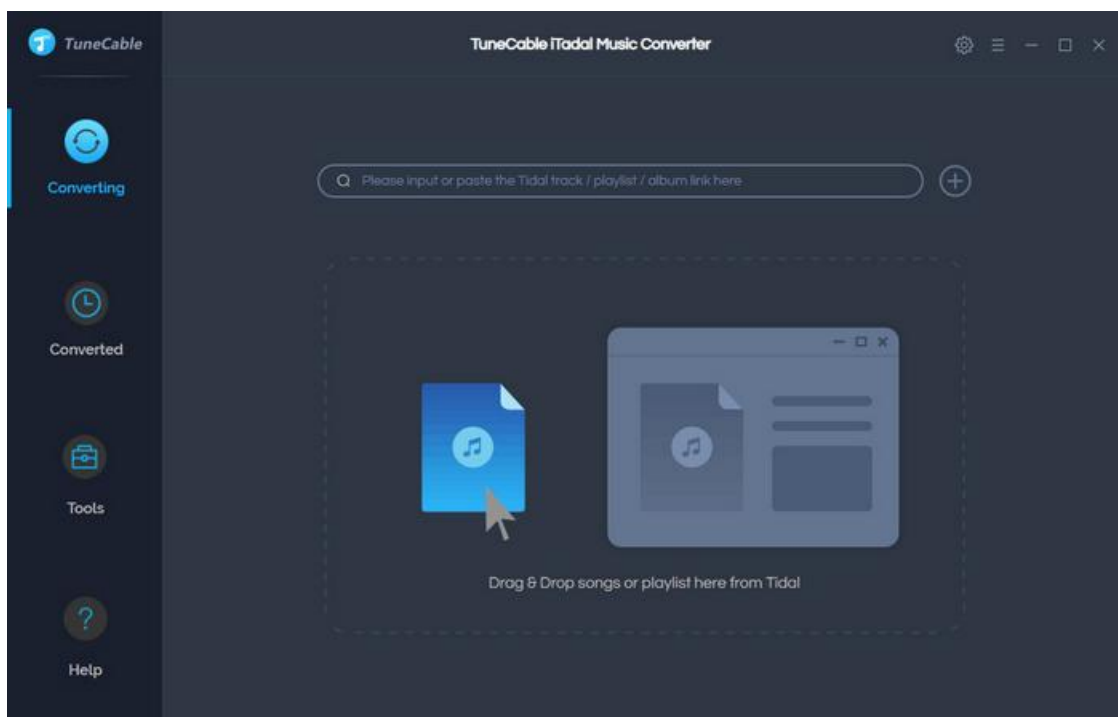 TuneCable
TuneCable iTadal Music Converter
Converting
Please input or paste the Tidal track / playlist / album link here
Converted
Drag & Drop songs or playlist here from Tidal
Tools
?
Help